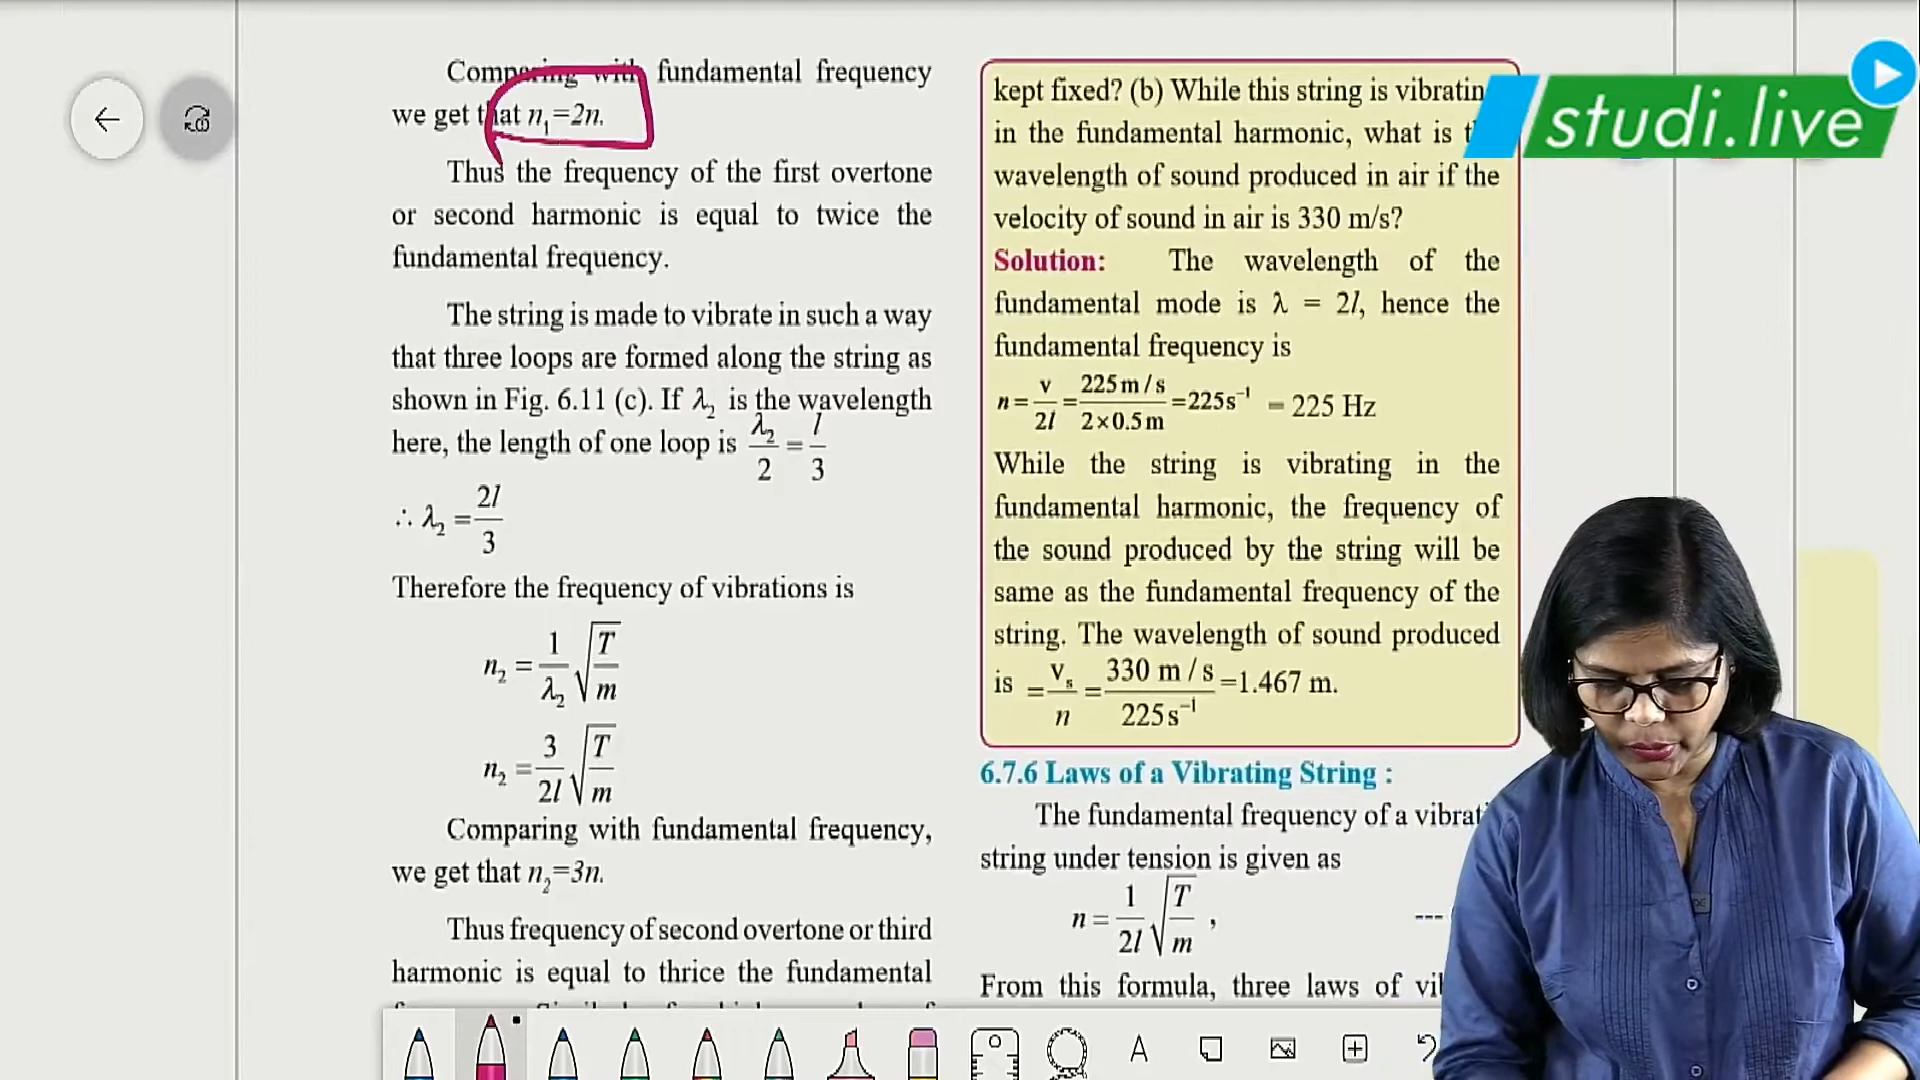 Comparing with fundamental frequency
we get that n₁=2n.
Thus the frequency of the first overtone
or second harmonic is equal to twice the
fundamental frequency.
The string is made to vibrate in such a way
that three loops are formed along the string as
shown in Fig. 6.11 (c). If λ₂ is the wavelength
here, the length of one loop is λ₂/2 = l/3
∴ λ₂ = 2l/3
Therefore the frequency of vibrations is
n₂ = 1/λ₂ √(T/m)
n₂ = 3/2l √(T/m)
Comparing with fundamental frequency,
we get that n₂=3n.
Thus frequency of second overtone or third
harmonic is equal to thrice the fundamental
kept fixed? (b) While this string is vibratin
in the fundamental harmonic, what is t
wavelength of sound produced in air if the
velocity of sound in air is 330 m/s?
Solution: The wavelength of the
fundamental mode is λ = 2l, hence the
fundamental frequency is
n = v/2l = 225 m/s / 2×0.5 m = 225 s⁻¹ = 225 Hz
While the string is vibrating in the
fundamental harmonic, the frequency of
the sound produced by the string will be
same as the fundamental frequency of the
string. The wavelength of sound produced
is = vₛ/n = 330 m/s / 225 s⁻¹ = 1.467 m.
6.7.6 Laws of a Vibrating String :
The fundamental frequency of a vibrat
string under tension is given as
n = 1/2l √(T/m) , ---
From this formula, three laws of vi
studi.live
A